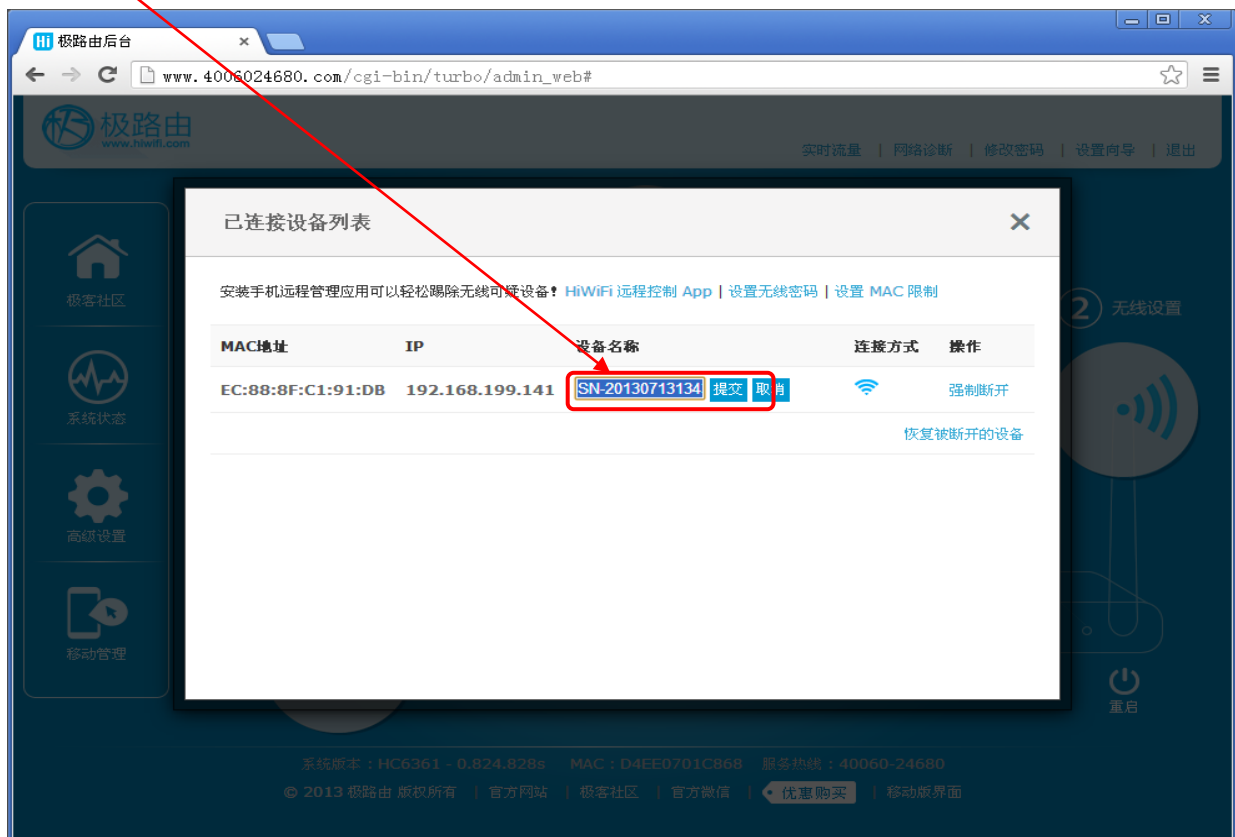 Hi 极路由后台
www.4006024680.com/cgi-bin/turbo/admin_web#
极 极路由
www.hiwifi.com
实时流量 | 网络诊断 | 修改密码 | 设置向导 | 退出
已连接设备列表
极客社区
安装手机远程管理应用可以轻松踢除无线可疑设备! HiWiFi 远程控制 App | 设置无线密码 | 设置 MAC 限制
2 无线设置
MAC地址 IP 设备名称 连接方式 操作
EC:88:8F:C1:91:DB 192.168.199.141 SN-20130713134 提交 取消 强制断开
系统状态
恢复被断开的设备
高级设置
移动管理
重启
系统版本:HC6361 - 0.824.828s MAC:D4EE0701C868 服务热线:40060-24680
© 2013 极路由 版权所有 | 官方网站 | 极客社区 | 官方微信 | 优惠购买 | 移动版界面